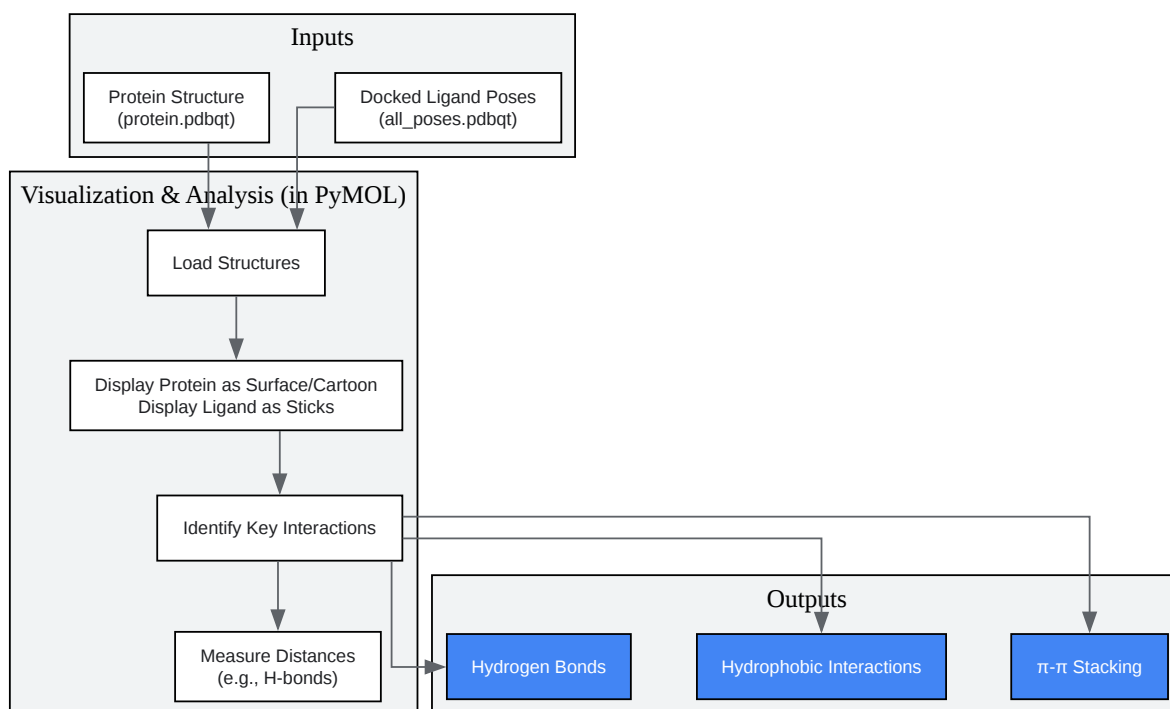 Inputs
Protein Structure
(protein.pdbqt)
Docked Ligand Poses
(all_poses.pdbqt)
Visualization & Analysis (in PyMOL)
Load Structures
Display Protein as Surface/Cartoon
Display Ligand as Sticks
Identify Key Interactions
Measure Distances
(e.g., H-bonds)
Outputs
Hydrogen Bonds
Hydrophobic Interactions
π-π Stacking